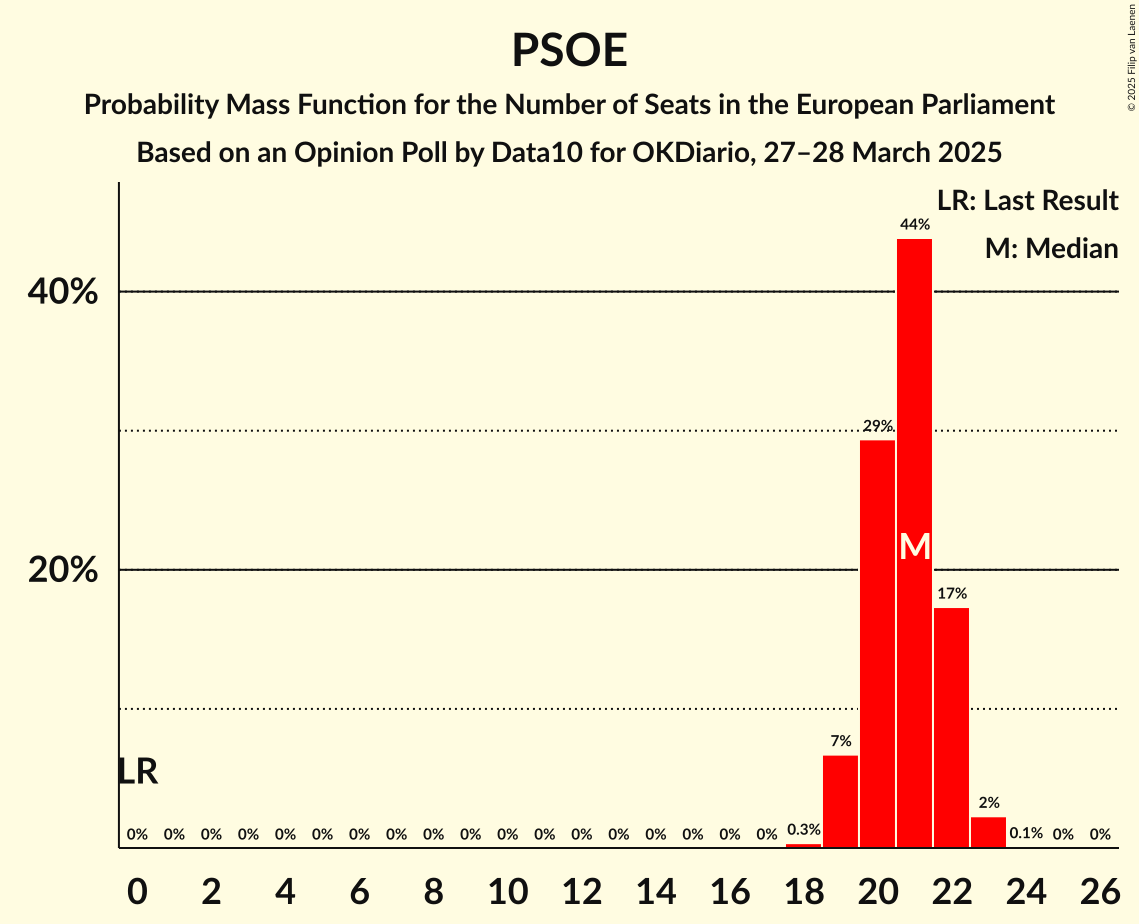 PSOE
Probability Mass Function for the Number of Seats in the European Parliament
Based on an Opinion Poll by Data10 for OKDiario, 27–28 March 2025
© 2025 Filip van Laenen
LR: Last Result
M: Median
40%
20%
44%
29%
M
17%
7%
LR
2%
0% 0% 0% 0% 0% 0% 0% 0% 0% 0% 0% 0% 0% 0% 0% 0% 0% 0% 0.3% 0.1% 0% 0%
0 2 4 6 8 10 12 14 16 18 20 22 24 26